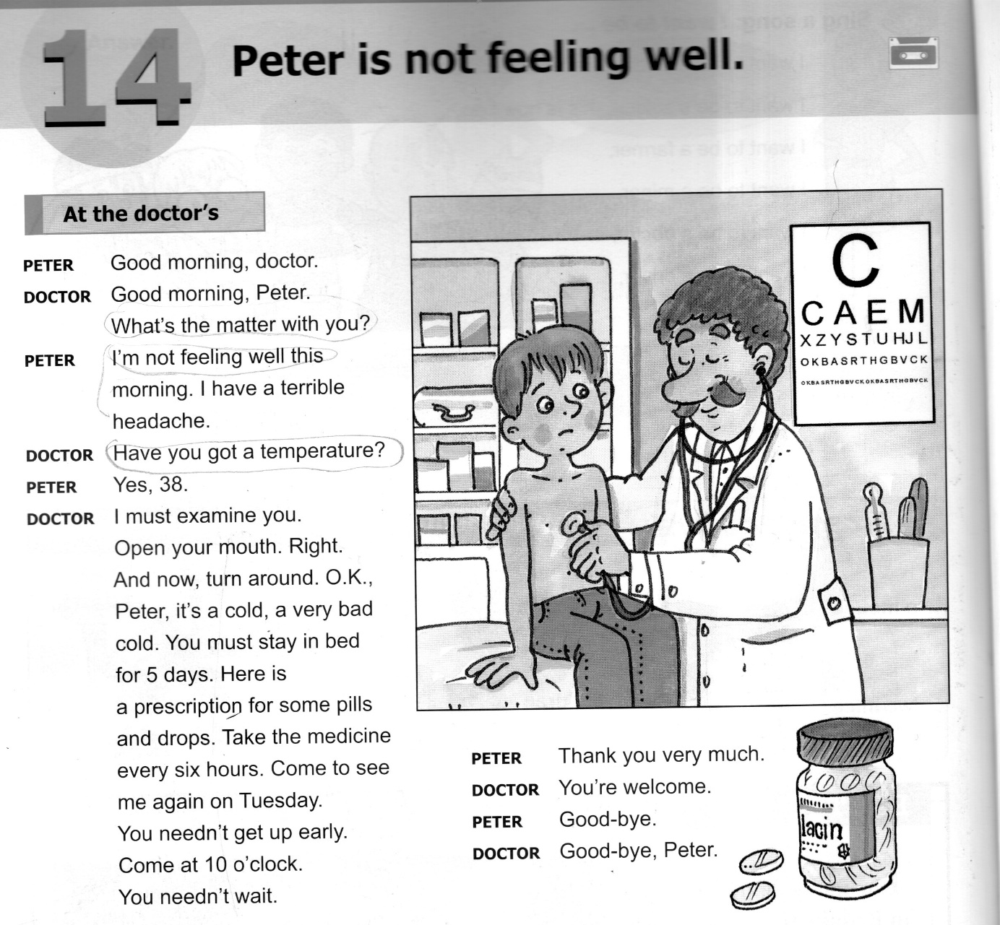 14
Peter is not feeling well.
At the doctor's
PETER Good morning, doctor.
DOCTOR Good morning, Peter.
What's the matter with you?
PETER I'm not feeling well this
morning. I have a terrible
headache.
DOCTOR Have you got a temperature?
PETER Yes, 38.
DOCTOR I must examine you.
Open your mouth. Right.
And now, turn around. O.K.,
Peter, it's a cold, a very bad
cold. You must stay in bed
for 5 days. Here is
a prescription for some pills
and drops. Take the medicine
every six hours. Come to see
me again on Tuesday.
You needn't get up early.
Come at 10 o'clock.
You needn't wait.
C
C A E M
X Z Y S T U H J L
O K B A S R T H G B V C K
O K B A S R T H G B V C K O K B A S R T H G B V C K
PETER Thank you very much.
DOCTOR You're welcome.
PETER Good-bye.
DOCTOR Good-bye, Peter.
lacin